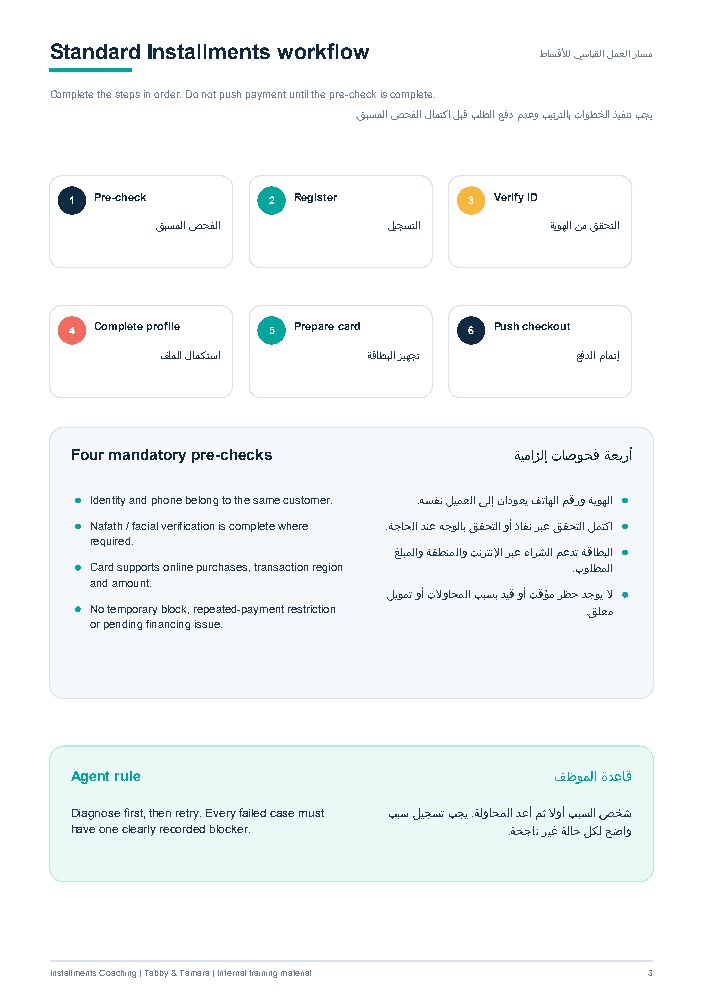 Standard Installments workflow
مسار العمل القياسي للأقساط
Complete the steps in order. Do not push payment until the pre-check is complete.
يجب تنفيذ الخطوات بالترتيب وعدم دفع الطلب قبل اكتمال الفحص المسبق.
1 Pre-check
الفحص المسبق
2 Register
التسجيل
3 Verify ID
التحقق من الهوية
4 Complete profile
استكمال الملف
5 Prepare card
تجهيز البطاقة
6 Push checkout
إتمام الدفع
Four mandatory pre-checks
Identity and phone belong to the same customer.
Nafath / facial verification is complete where
required.
Card supports online purchases, transaction region
and amount.
No temporary block, repeated-payment restriction
or pending financing issue.
أربعة فحوصات إلزامية
الهوية ورقم الهاتف يعودان إلى العميل نفسه.
اكتمل التحقق عبر نفاذ أو التحقق بالوجه عند الحاجة.
البطاقة تدعم الشراء عبر الإنترنت والمنطقة والمبلغ
المطلوب.
لا يوجد حظر مؤقت أو قيد بسبب المحاولات أو تمويل
معلق.
Agent rule
Diagnose first, then retry. Every failed case must
have one clearly recorded blocker.
قاعدة الموظف
شخص السبب أولا ثم أعد المحاولة. يجب تسجيل سبب
واضح لكل حالة غير ناجحة.
Installments Coaching | Tabby & Tamara | Internal training material
3